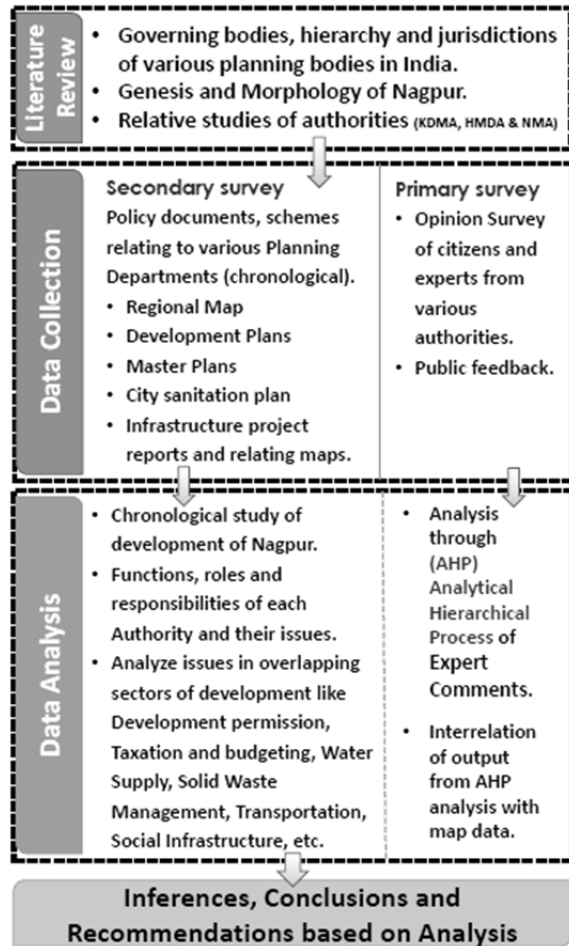 Literature
Review
• Governing bodies, hierarchy and jurisdictions
of various planning bodies in India.
• Genesis and Morphology of Nagpur.
• Relative studies of authorities (KDMA, HMDA & NMA)
Data Collection
Secondary survey
Policy documents, schemes
relating to various Planning
Departments (chronological).
• Regional Map
• Development Plans
• Master Plans
• City sanitation plan
• Infrastructure project
reports and relating maps.
Primary survey
• Opinion Survey
of citizens and
experts from
various
authorities.
• Public feedback.
Data Analysis
• Chronological study of
development of Nagpur.
• Functions, roles and
responsibilities of each
Authority and their issues.
• Analyze issues in overlapping
sectors of development like
Development permission,
Taxation and budgeting, Water
Supply, Solid Waste
Management, Transportation,
Social Infrastructure, etc.
• Analysis
through
(AHP)
Analytical
Hierarchical
Process of
Expert
Comments.
• Interrelation
of output
from AHP
analysis with
map data.
Inferences, Conclusions and
Recommendations based on Analysis